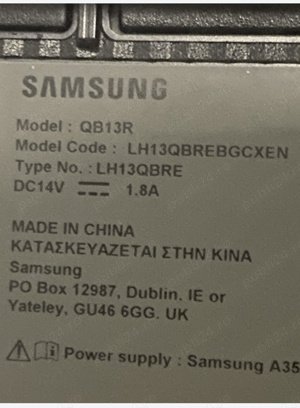 SAMSUNG
Model : QB13R
Model Code : LH13QBREBGCXEN
Type No. : LH13QBRE
DC14V 1.8A
MADE IN CHINA
ΚΑΤΑΣΚΕΥΑΖΕΤΑΙ ΣΤΗΝ ΚΙΝΑ
Samsung
PO Box 12987, Dublin. IE or
Yateley, GU46 6GG. UK
Power supply : Samsung A35